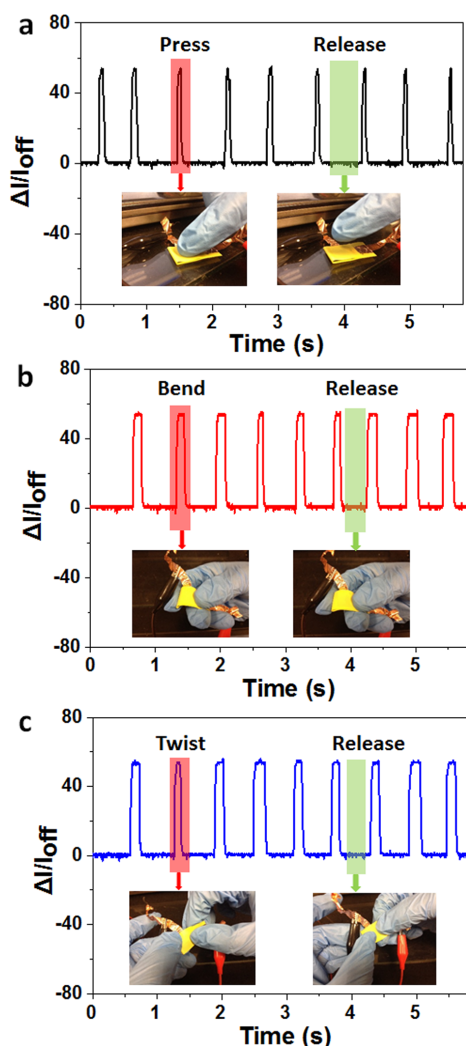 a
Press Release
80
40
0
-40
-80
ΔI/Ioff
0 1 2 3 4 5
Time (s)
b
Bend Release
80
40
0
-40
-80
ΔI/Ioff
0 1 2 3 4 5
Time (s)
c
Twist Release
80
40
0
-40
-80
ΔI/Ioff
0 1 2 3 4 5
Time (s)